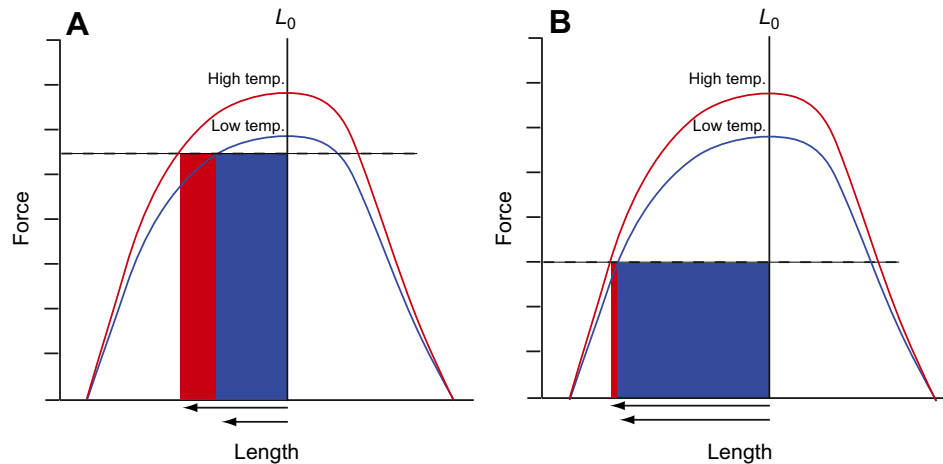 A
L0
High temp.
Low temp.
Force
Length
B
L0
High temp.
Low temp.
Force
Length